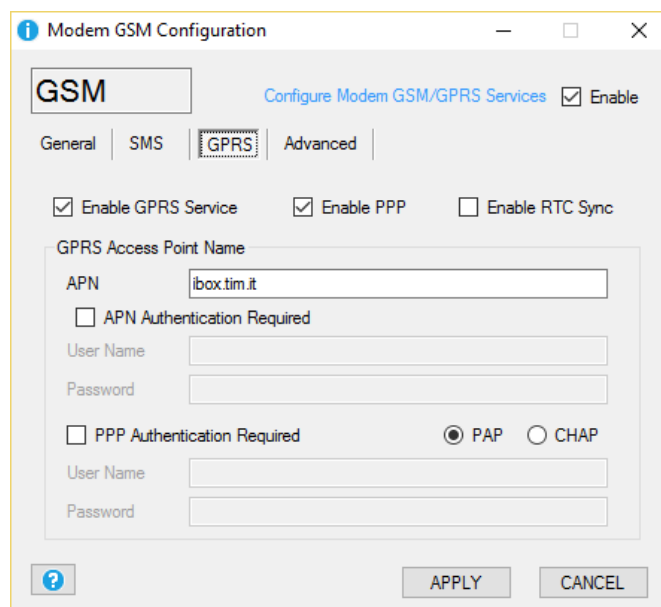 Modem GSM Configuration
GSM
Configure Modem GSM/GPRS Services Enable
General SMS GPRS Advanced
Enable GPRS Service Enable PPP Enable RTC Sync
GPRS Access Point Name
APN ibox.tim.it
APN Authentication Required
User Name
Password
PPP Authentication Required PAP CHAP
User Name
Password
? APPLY CANCEL